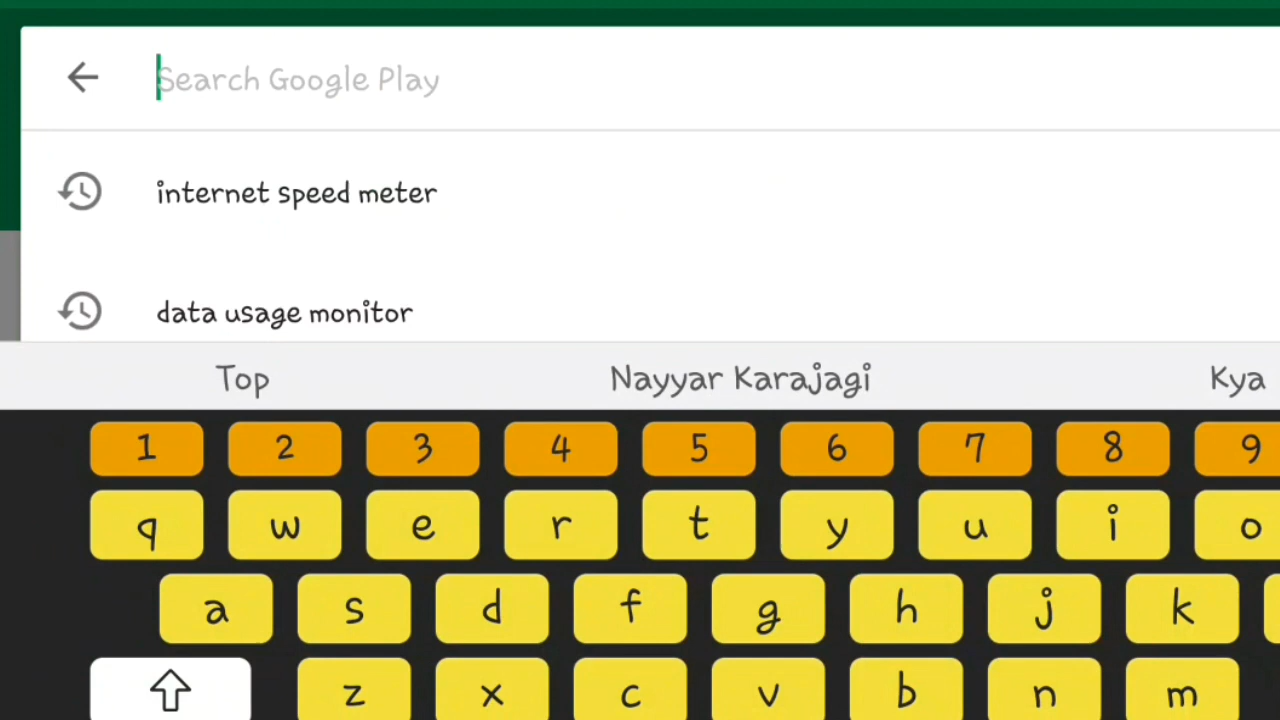 Search Google Play
internet speed meter
data usage monitor
Top Nayyar Karajagi Kya
1 2 3 4 5 6 7 8 9
q w e r t y u i o
a s d f g h j k
z x c v b n m